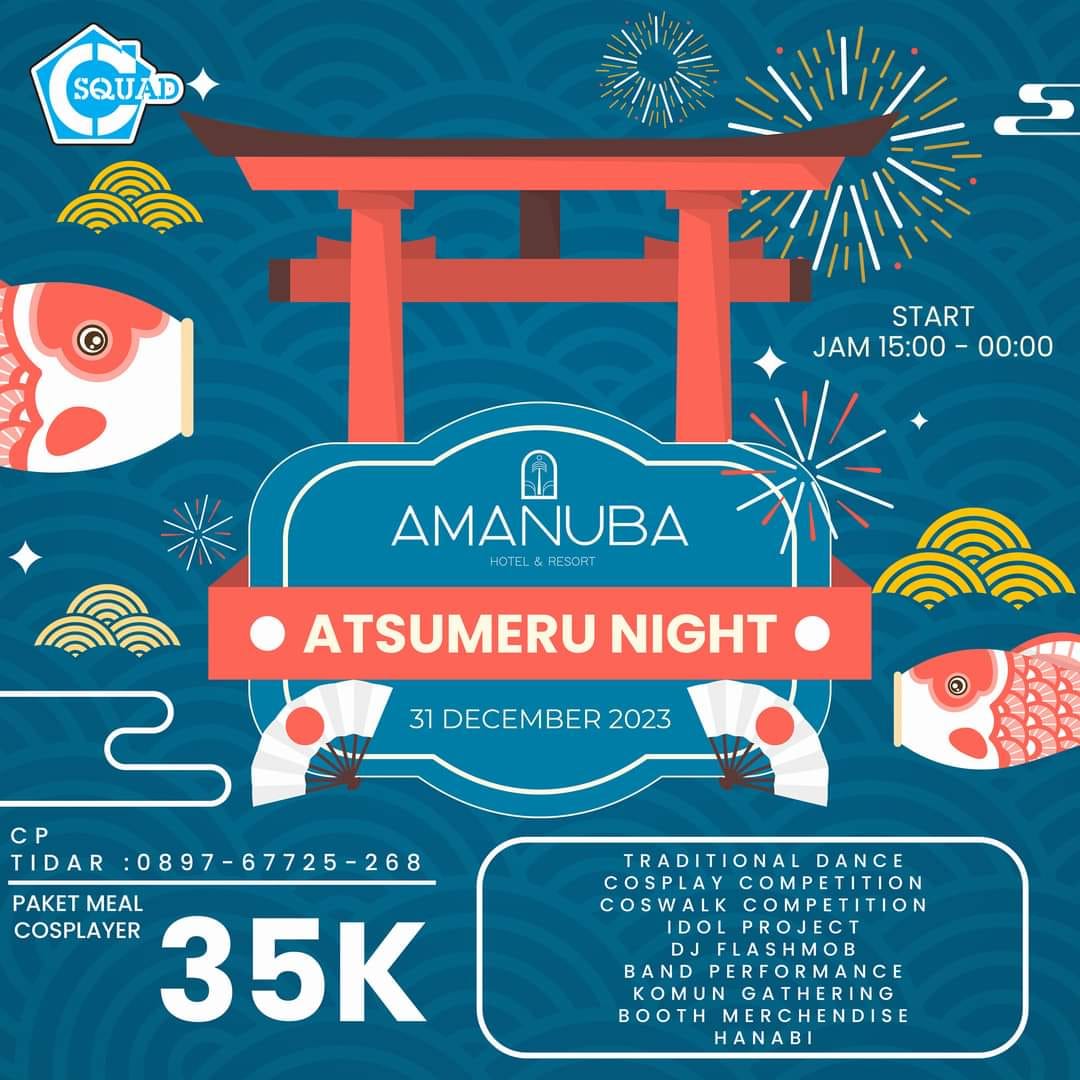 C SQUAD
START
JAM 15:00 - 00:00
AMANUBA
HOTEL & RESORT
ATSUMERU NIGHT
31 DECEMBER 2023
CP
TIDAR :0897-67725-268
PAKET MEAL
COSPLAYER
35K
TRADITIONAL DANCE
COSPLAY COMPETITION
COSWALK COMPETITION
IDOL PROJECT
DJ FLASHMOB
BAND PERFORMANCE
KOMUN GATHERING
BOOTH MERCHENDISE
HANABI